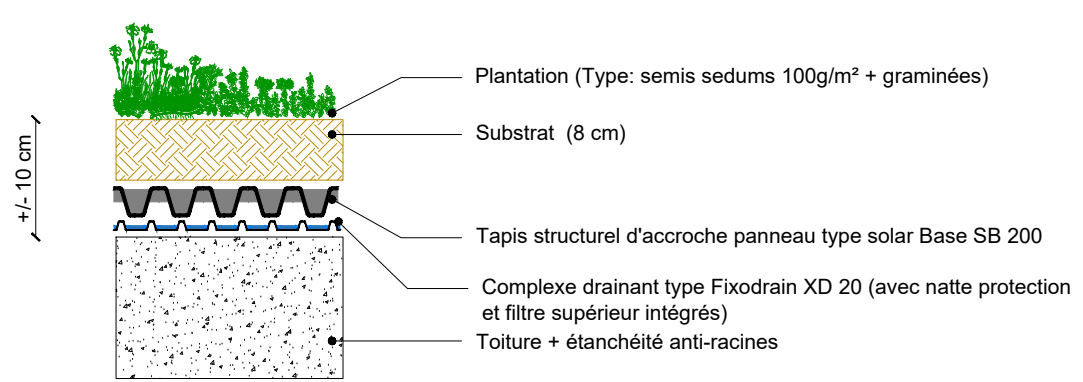 Plantation (Type: semis sedums 100g/m² + graminées)
Substrat (8 cm)
+/- 10 cm
Tapis structurel d'accroche panneau type solar Base SB 200
Complexe drainant type Fixodrain XD 20 (avec natte protection
et filtre supérieur intégrés)
Toiture + étanchéité anti-racines